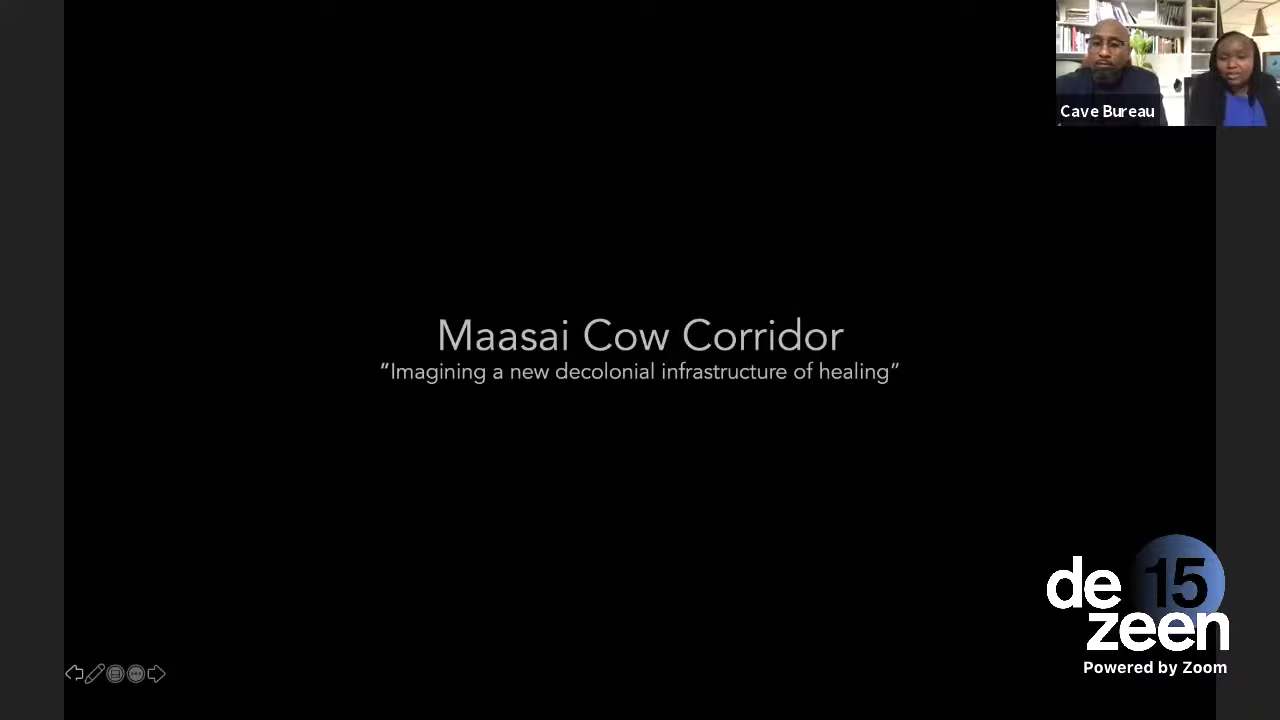 Cave Bureau
Maasai Cow Corridor
“Imagining a new decolonial infrastructure of healing”
de 15
zeen
Powered by Zoom